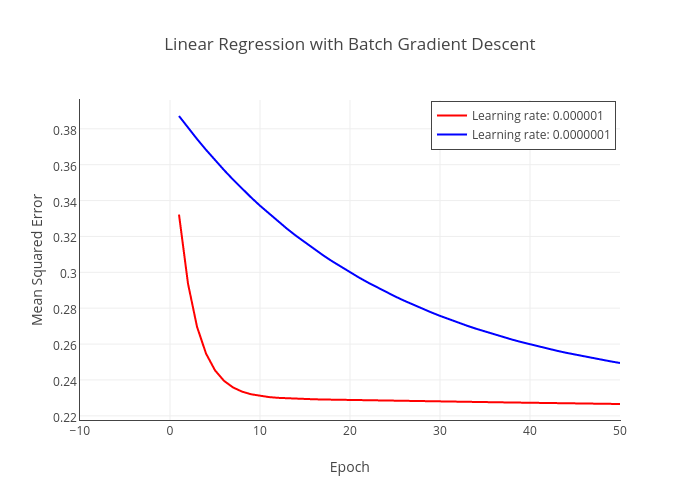 Linear Regression with Batch Gradient Descent
Learning rate: 0.000001
Learning rate: 0.0000001
Mean Squared Error
0.38
0.36
0.34
0.32
0.3
0.28
0.26
0.24
0.22
−10 0 10 20 30 40 50
Epoch